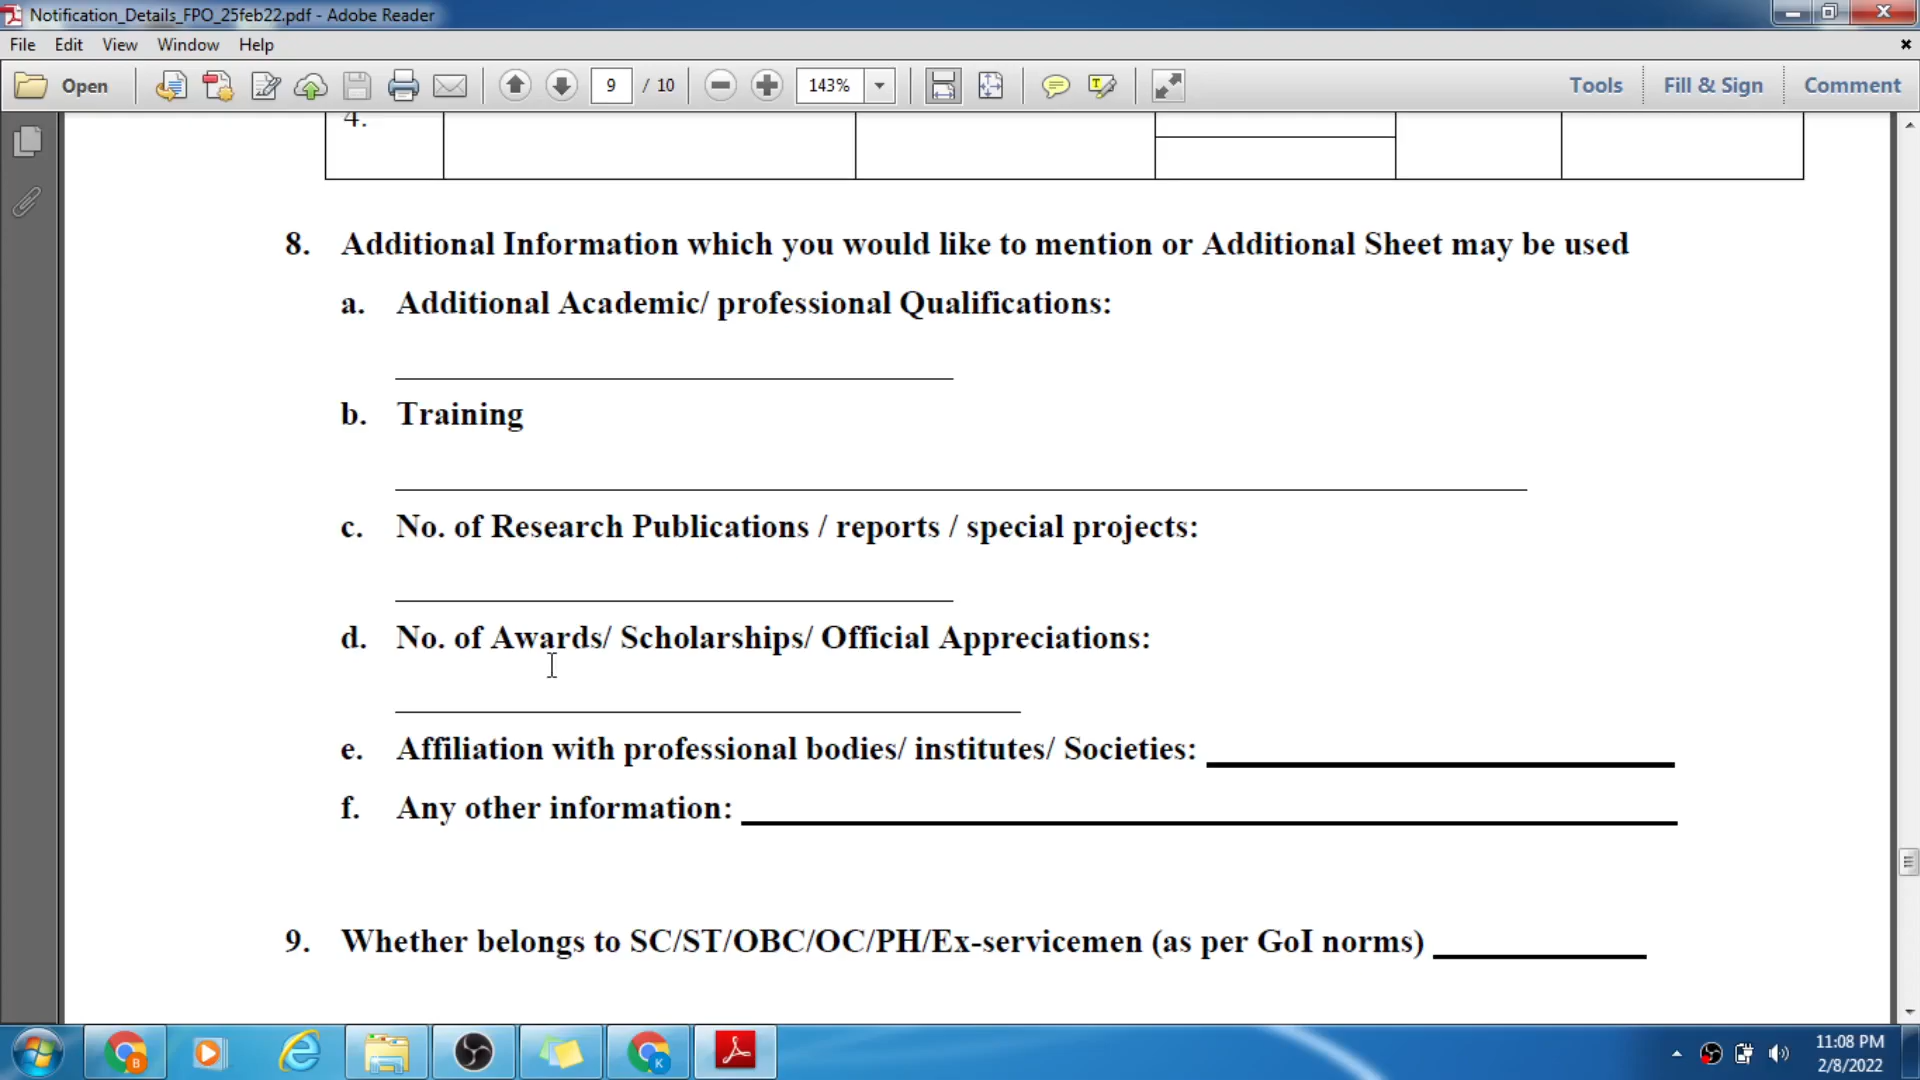 Notification_Details_FPO_25feb22.pdf - Adobe Reader
File Edit View Window Help
Open 9 / 10 143% Tools Fill & Sign Comment
4.
8. Additional Information which you would like to mention or Additional Sheet may be used
a. Additional Academic/ professional Qualifications:
b. Training
c. No. of Research Publications / reports / special projects:
d. No. of Awards/ Scholarships/ Official Appreciations:
e. Affiliation with professional bodies/ institutes/ Societies:
f. Any other information:
9. Whether belongs to SC/ST/OBC/OC/PH/Ex-servicemen (as per GoI norms)
B
K
11:08 PM
2/8/2022